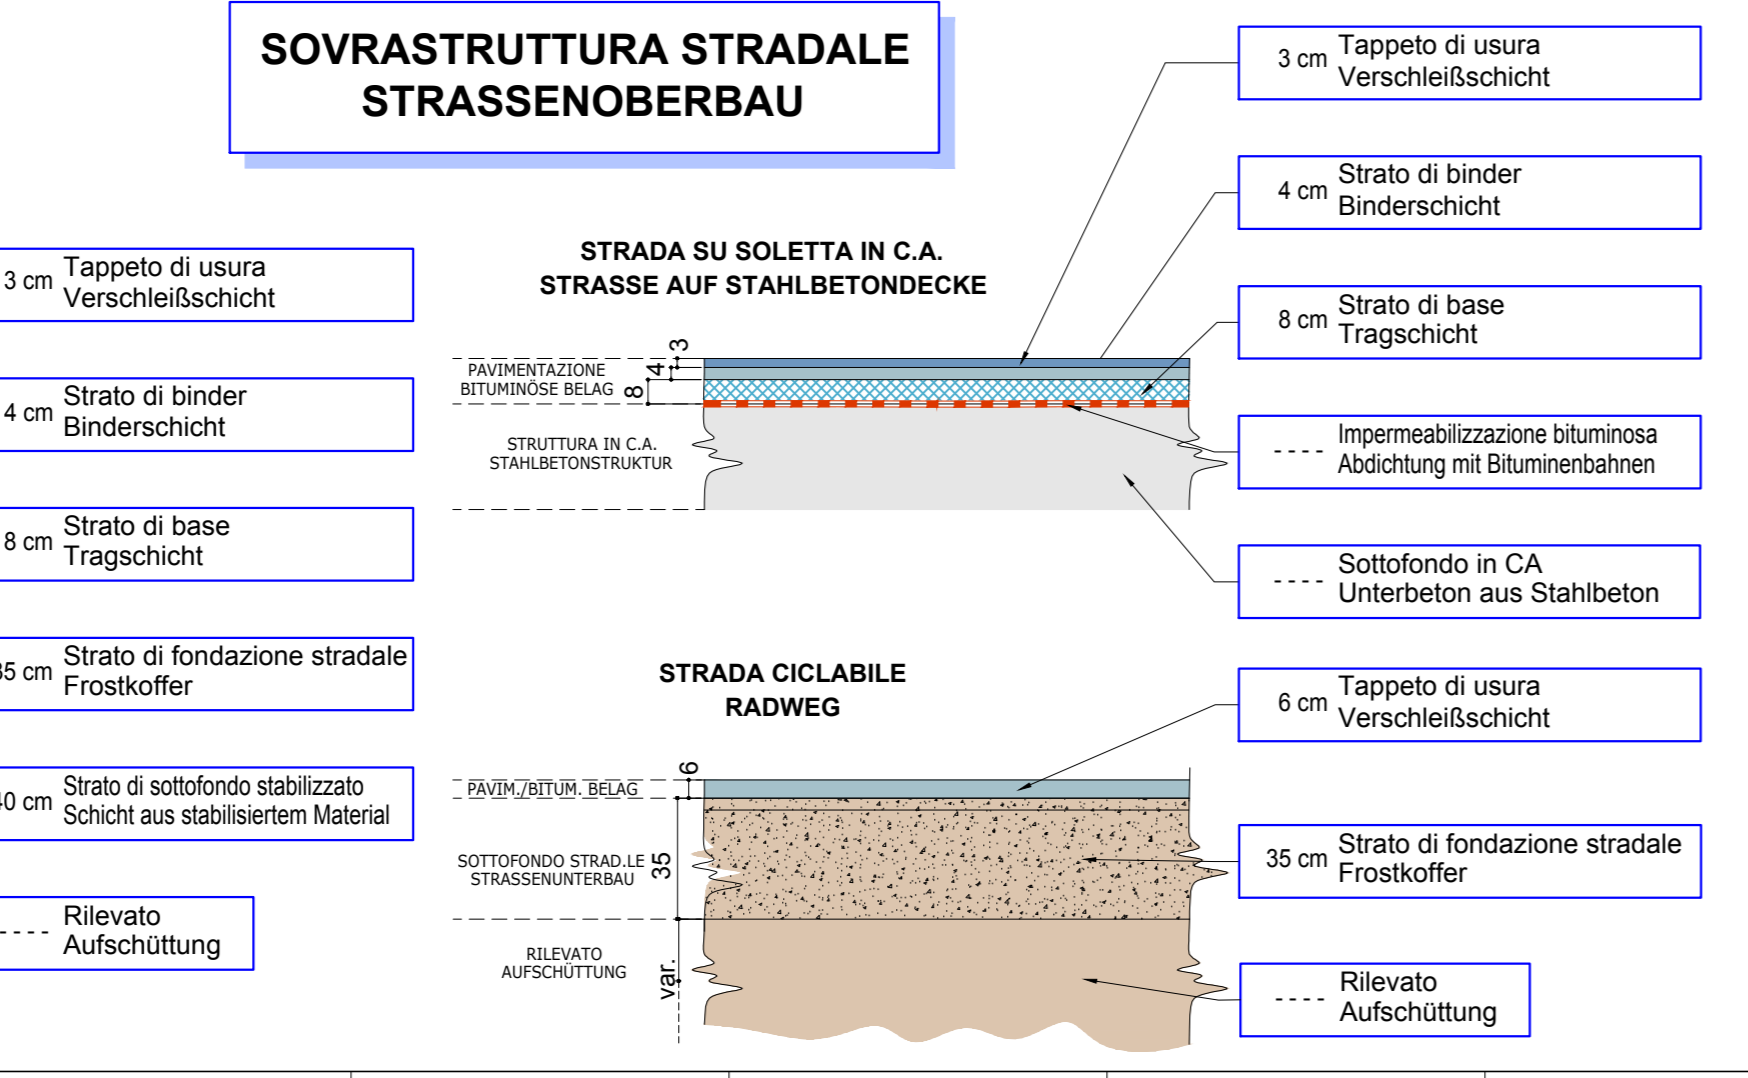 SOVRASTRUTTURA STRADALE
STRASSENOBERBAU
3 cm Tappeto di usura
Verschleißschicht
4 cm Strato di binder
Binderschicht
8 cm Strato di base
Tragschicht
35 cm Strato di fondazione stradale
Frostkoffer
40 cm Strato di sottofondo stabilizzato
Schicht aus stabilisiertem Material
---- Rilevato
Aufschüttung
STRADA SU SOLETTA IN C.A.
STRASSE AUF STAHLBETONDECKE
PAVIMENTAZIONE
BITUMINÖSE BELAG
3
4
8
STRUTTURA IN C.A.
STAHLBETONSTRUKTUR
3 cm Tappeto di usura
Verschleißschicht
4 cm Strato di binder
Binderschicht
8 cm Strato di base
Tragschicht
---- Impermeabilizzazione bituminosa
Abdichtung mit Bituminenbahnen
---- Sottofondo in CA
Unterbeton aus Stahlbeton
STRADA CICLABILE
RADWEG
PAVIM./BITUM. BELAG
6
SOTTOFONDO STRAD.LE
STRASSENUNTERBAU
35
RILEVATO
AUFSCHÜTTUNG
var.
6 cm Tappeto di usura
Verschleißschicht
35 cm Strato di fondazione stradale
Frostkoffer
---- Rilevato
Aufschüttung